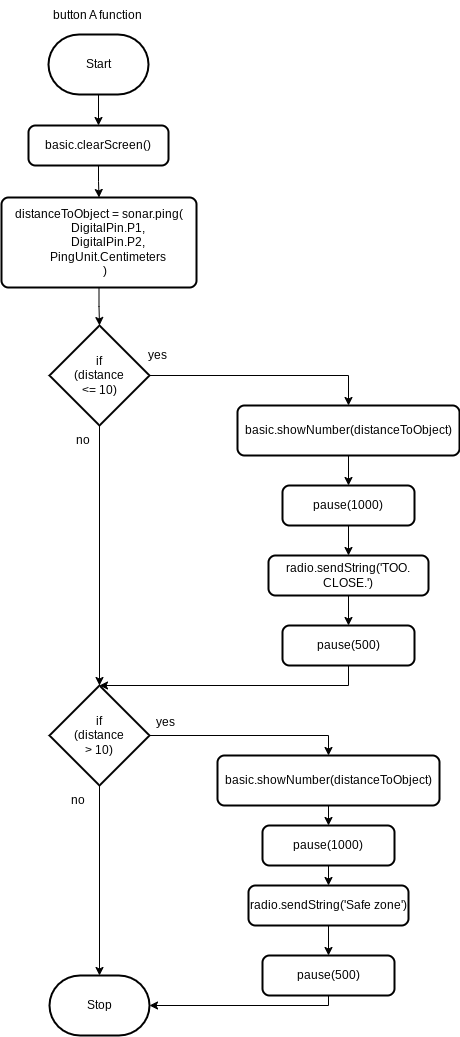 button A function
Start
basic.clearScreen()
distanceToObject = sonar.ping(
DigitalPin.P1,
DigitalPin.P2,
PingUnit.Centimeters
)
if
(distance
<= 10)
yes
no
basic.showNumber(distanceToObject)
pause(1000)
radio.sendString('TOO.
CLOSE.')
pause(500)
if
(distance
> 10)
yes
no
basic.showNumber(distanceToObject)
pause(1000)
radio.sendString('Safe zone')
pause(500)
Stop